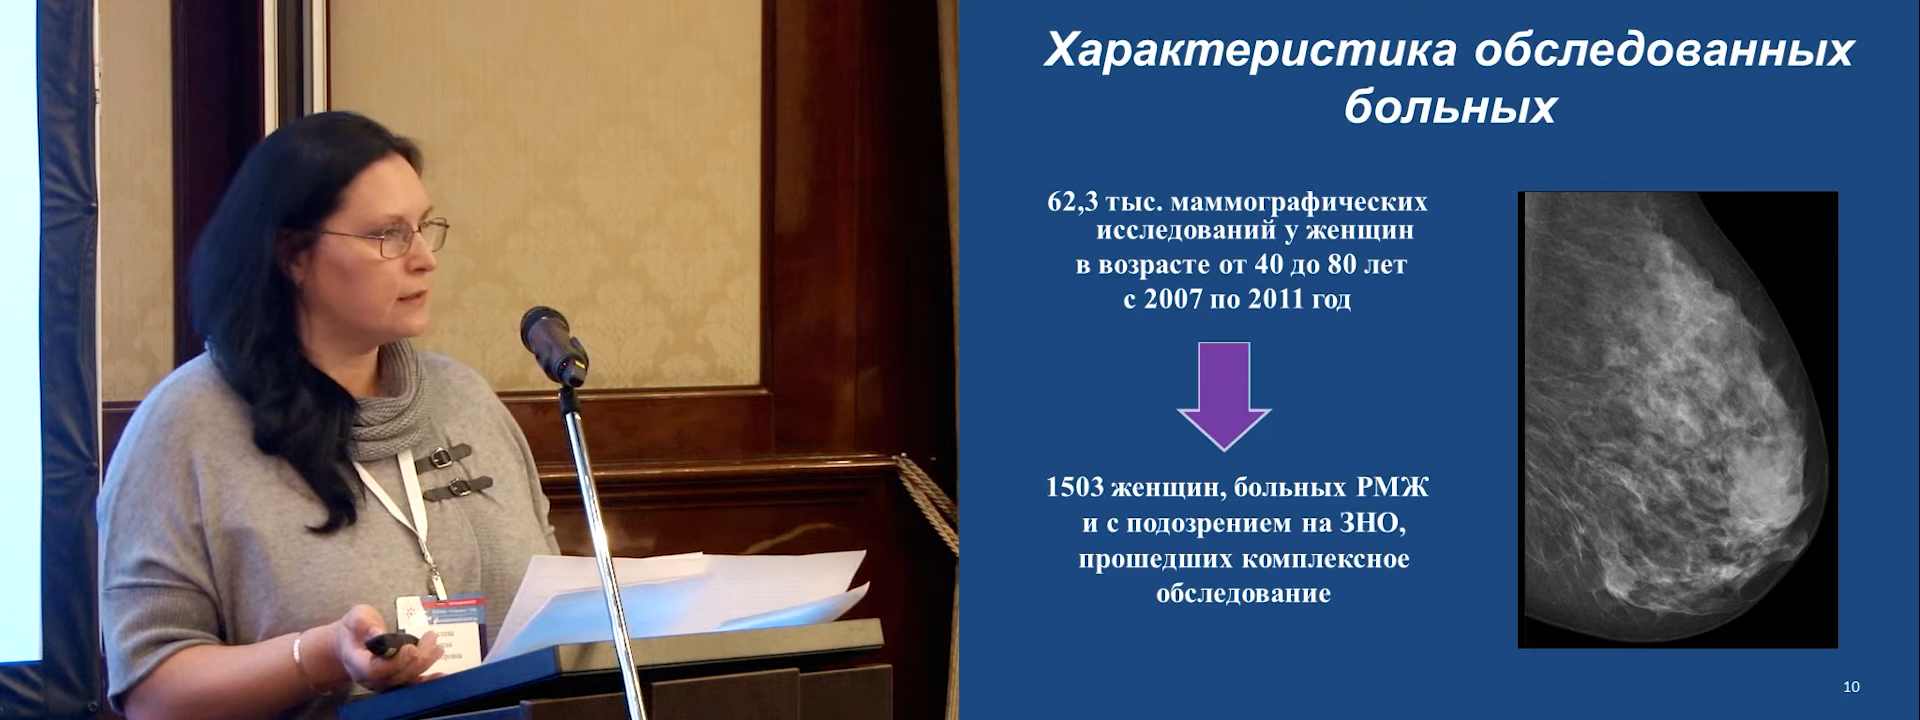 Характеристика обследованных
больных
62,3 тыс. маммографических
исследований у женщин
в возрасте от 40 до 80 лет
с 2007 по 2011 год
1503 женщин, больных РМЖ
и с подозрением на ЗНО,
прошедших комплексное
обследование
10